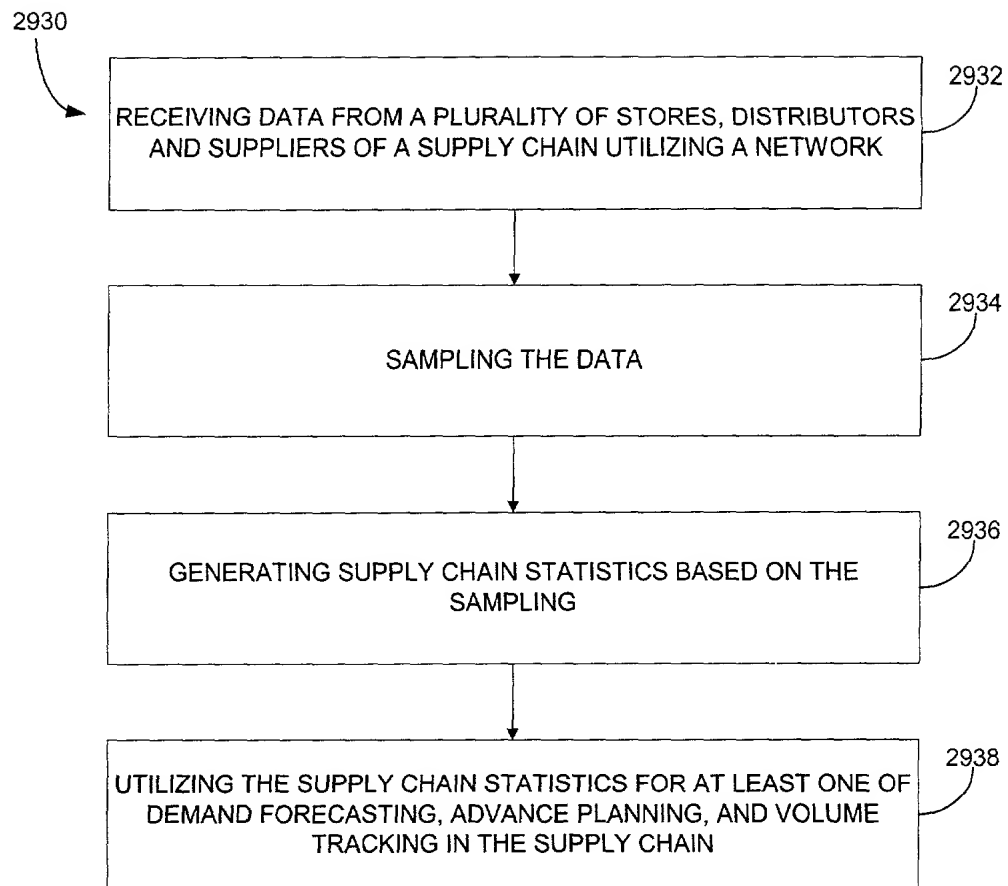 2930
2932
RECEIVING DATA FROM A PLURALITY OF STORES, DISTRIBUTORS
AND SUPPLIERS OF A SUPPLY CHAIN UTILIZING A NETWORK
2934
SAMPLING THE DATA
2936
GENERATING SUPPLY CHAIN STATISTICS BASED ON THE
SAMPLING
2938
UTILIZING THE SUPPLY CHAIN STATISTICS FOR AT LEAST ONE OF
DEMAND FORECASTING, ADVANCE PLANNING, AND VOLUME
TRACKING IN THE SUPPLY CHAIN